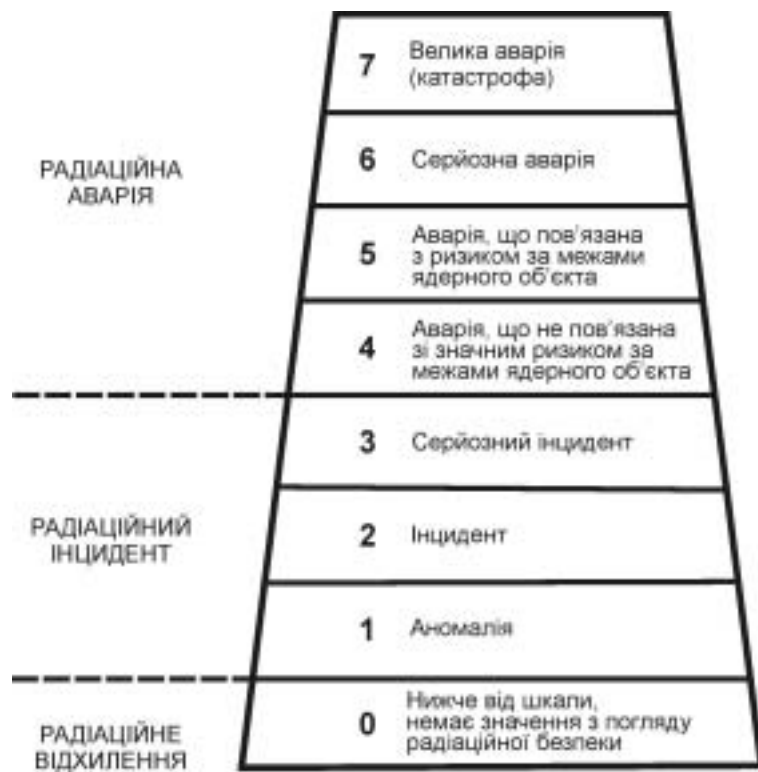 7
Велика аварія
(катастрофа)
РАДІАЦІЙНА
АВАРІЯ
6
Серйозна аварія
5
Аварія, що пов’язана
з ризиком за межами
ядерного об’єкта
4
Аварія, що не пов’язана
зі значним ризиком за
межами ядерного об’єкта
РАДІАЦІЙНИЙ
ІНЦИДЕНТ
3
Серйозний інцидент
2
Інцидент
1
Аномалія
РАДІАЦІЙНЕ
ВІДХИЛЕННЯ
0
Нижче від шкали,
немає значення з погляду
радіаційної безпеки